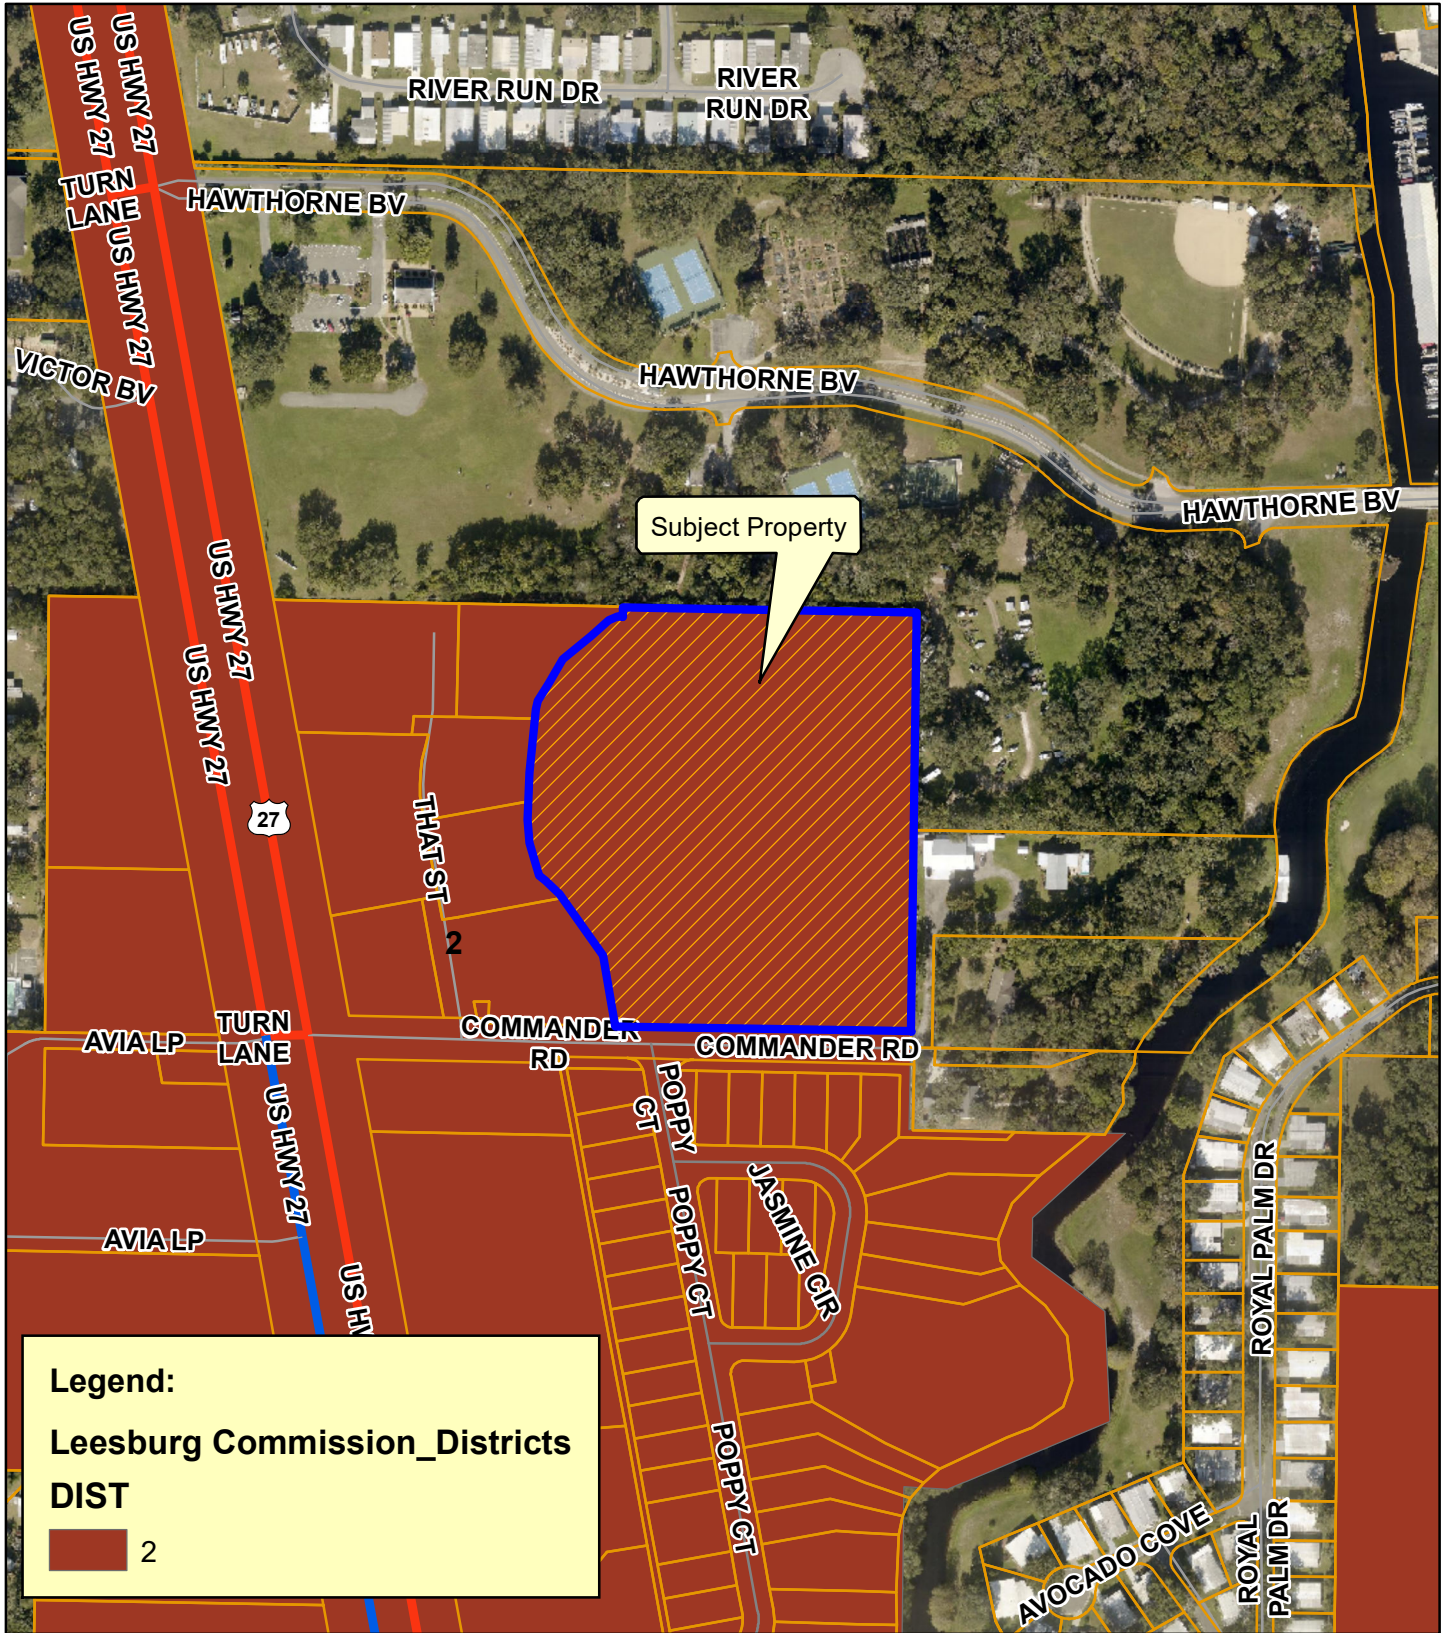 US HWY 27
US HWY 27
RIVER RUN DR
RIVER
RUN DR
TURN
LANE
HAWTHORNE BV
US HWY 27
VICTOR BV
HAWTHORNE BV
HAWTHORNE BV
Subject Property
US HWY 27
US HWY 27
27
THAT ST
2
TURN
LANE
AVIA LP
COMMANDER
RD
COMMANDER RD
POPPY
CT
US HWY 27
JASMINE CIR
POPPY CT
AVIA LP
ROYAL PALM DR
US HW
POPPY CT
AVOCADO COVE
ROYAL
PALM DR
Legend:
Leesburg Commission_Districts
DIST
2